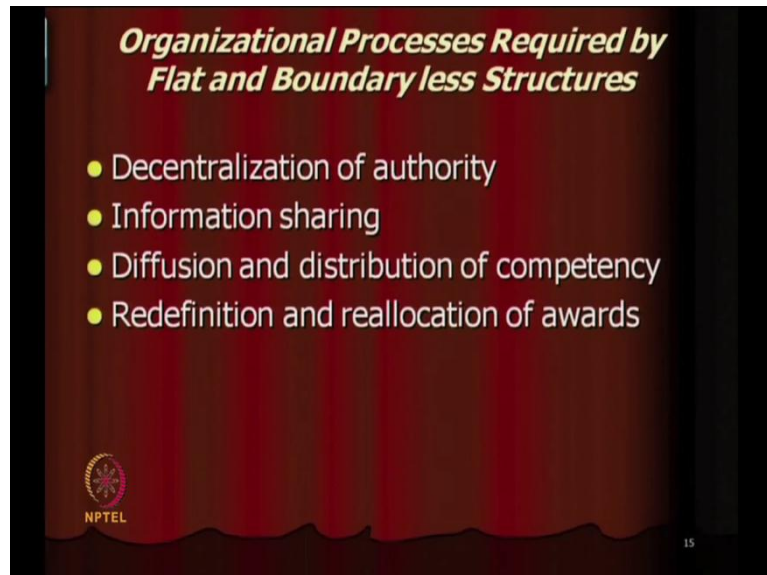 Organizational Processes Required by
Flat and Boundary less Structures
Decentralization of authority
Information sharing
Diffusion and distribution of competency
Redefinition and reallocation of awards
NPTEL
15